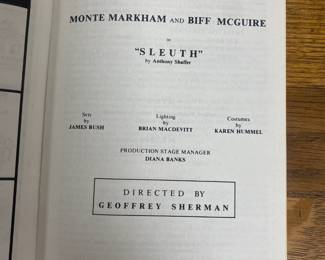 MONTE MARKHAM AND BIFF MCGUIRE
in
"SLEUTH"
by Anthony Shaffer
Sets
by
JAMES BUSH
Lighting
by
BRIAN MACDEVITT
Costumes
by
KAREN HUMMEL
PRODUCTION STAGE MANAGER
DIANA BANKS
DIRECTED BY
GEOFFREY SHERMAN